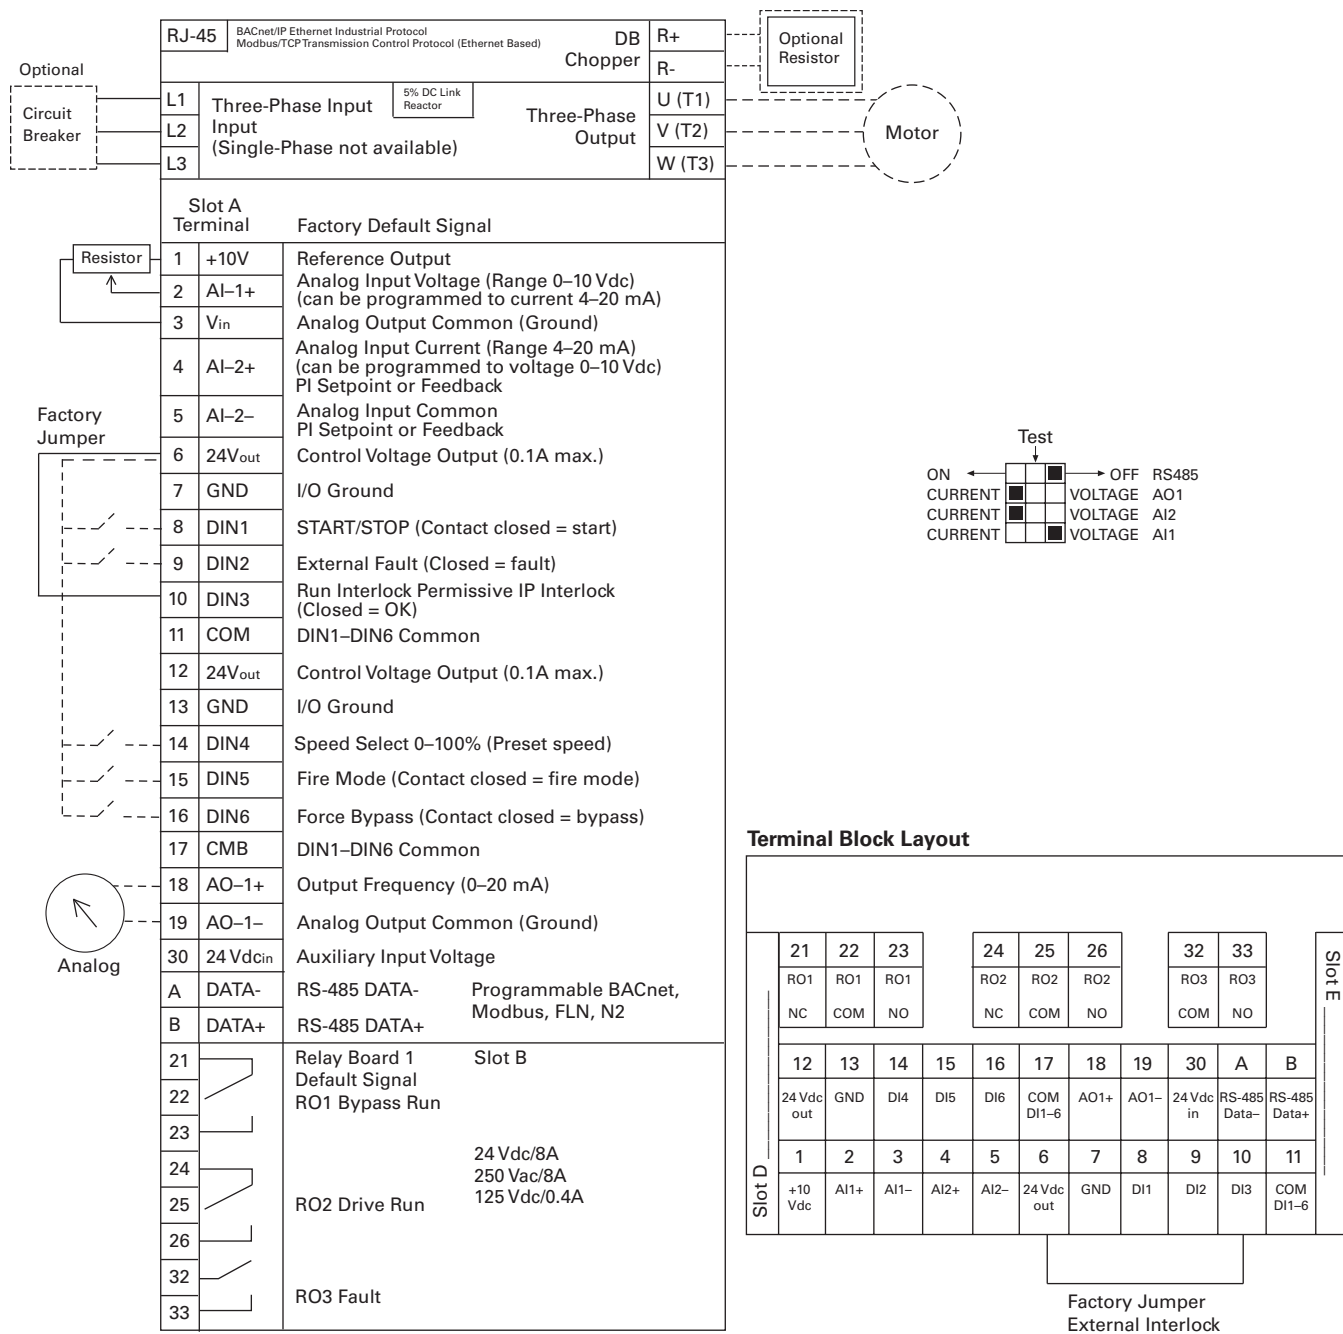 RJ-45 BACnet/IP Ethernet Industrial Protocol
Modbus/TCP Transmission Control Protocol (Ethernet Based)
DB
Chopper
R+
R-
Optional
Resistor
Optional
Circuit
Breaker
L1
L2
L3
Three-Phase Input
Input
(Single-Phase not available)
5% DC Link
Reactor
Three-Phase
Output
U (T1)
V (T2)
W (T3)
Motor
Slot A
Terminal Factory Default Signal
Resistor
1 +10V Reference Output
2 AI–1+ Analog Input Voltage (Range 0–10 Vdc)
(can be programmed to current 4–20 mA)
3 Vin Analog Output Common (Ground)
4 AI–2+ Analog Input Current (Range 4–20 mA)
(can be programmed to voltage 0–10 Vdc)
PI Setpoint or Feedback
5 AI–2– Analog Input Common
PI Setpoint or Feedback
Factory
Jumper
6 24Vout Control Voltage Output (0.1A max.)
7 GND I/O Ground
8 DIN1 START/STOP (Contact closed = start)
9 DIN2 External Fault (Closed = fault)
10 DIN3 Run Interlock Permissive IP Interlock
(Closed = OK)
11 COM DIN1–DIN6 Common
12 24Vout Control Voltage Output (0.1A max.)
13 GND I/O Ground
14 DIN4 Speed Select 0–100% (Preset speed)
15 DIN5 Fire Mode (Contact closed = fire mode)
16 DIN6 Force Bypass (Contact closed = bypass)
17 CMB DIN1–DIN6 Common
18 AO–1+ Output Frequency (0–20 mA)
19 AO–1– Analog Output Common (Ground)
Analog
30 24 Vdcin Auxiliary Input Voltage
A DATA- RS-485 DATA-
B DATA+ RS-485 DATA+
Programmable BACnet,
Modbus, FLN, N2
21
22
23
24
25
26
32
33
Relay Board 1 Slot B
Default Signal
RO1 Bypass Run
24 Vdc/8A
250 Vac/8A
125 Vdc/0.4A
RO2 Drive Run
RO3 Fault
Test
ON OFF RS485
CURRENT VOLTAGE AO1
CURRENT VOLTAGE AI2
CURRENT VOLTAGE AI1
Terminal Block Layout
Slot D
Slot E
21 22 23 24 25 26 32 33
RO1 RO1 RO1 RO2 RO2 RO2 RO3 RO3
NC COM NO NC COM NO COM NO
12 13 14 15 16 17 18 19 30 A B
24 Vdc GND DI4 DI5 DI6 COM AO1+ AO1– 24 Vdc RS-485 RS-485
out DI1–6 in Data– Data+
1 2 3 4 5 6 7 8 9 10 11
+10 AI1+ AI1– AI2+ AI2– 24 Vdc GND DI1 DI2 DI3 COM
Vdc out DI1–6
Factory Jumper
External Interlock